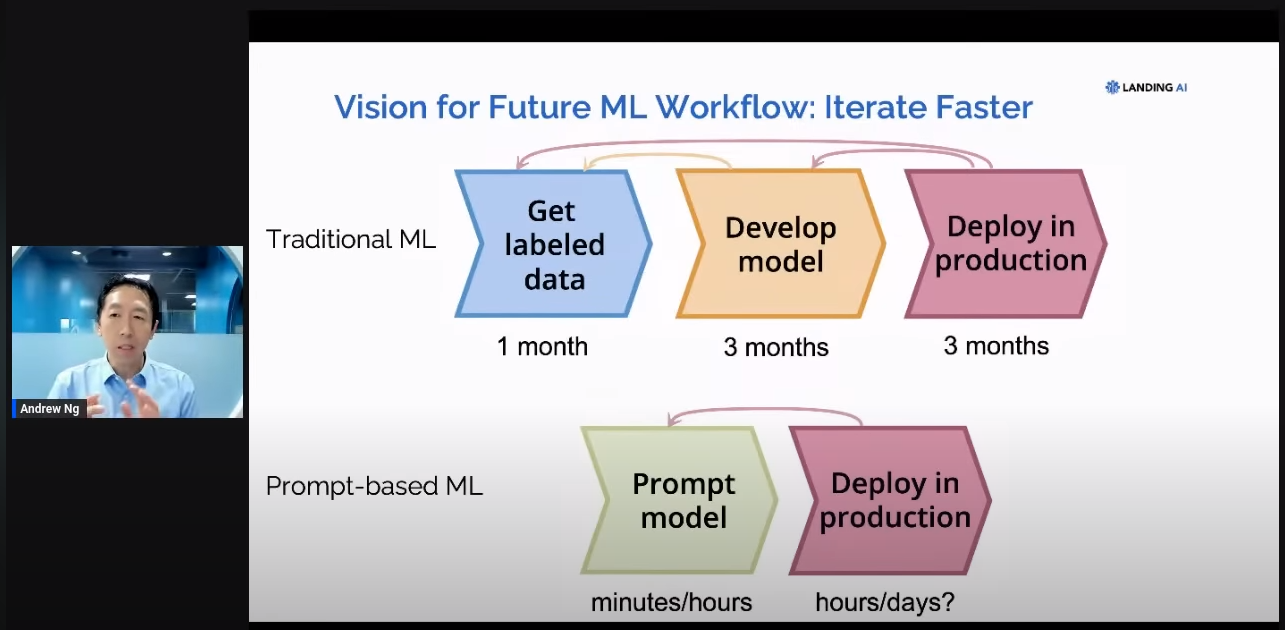 LANDING AI
Vision for Future ML Workflow: Iterate Faster
Traditional ML
Get
labeled
data
Develop
model
Deploy in
production
1 month
3 months
3 months
Andrew Ng
Prompt-based ML
Prompt
model
Deploy in
production
minutes/hours
hours/days?